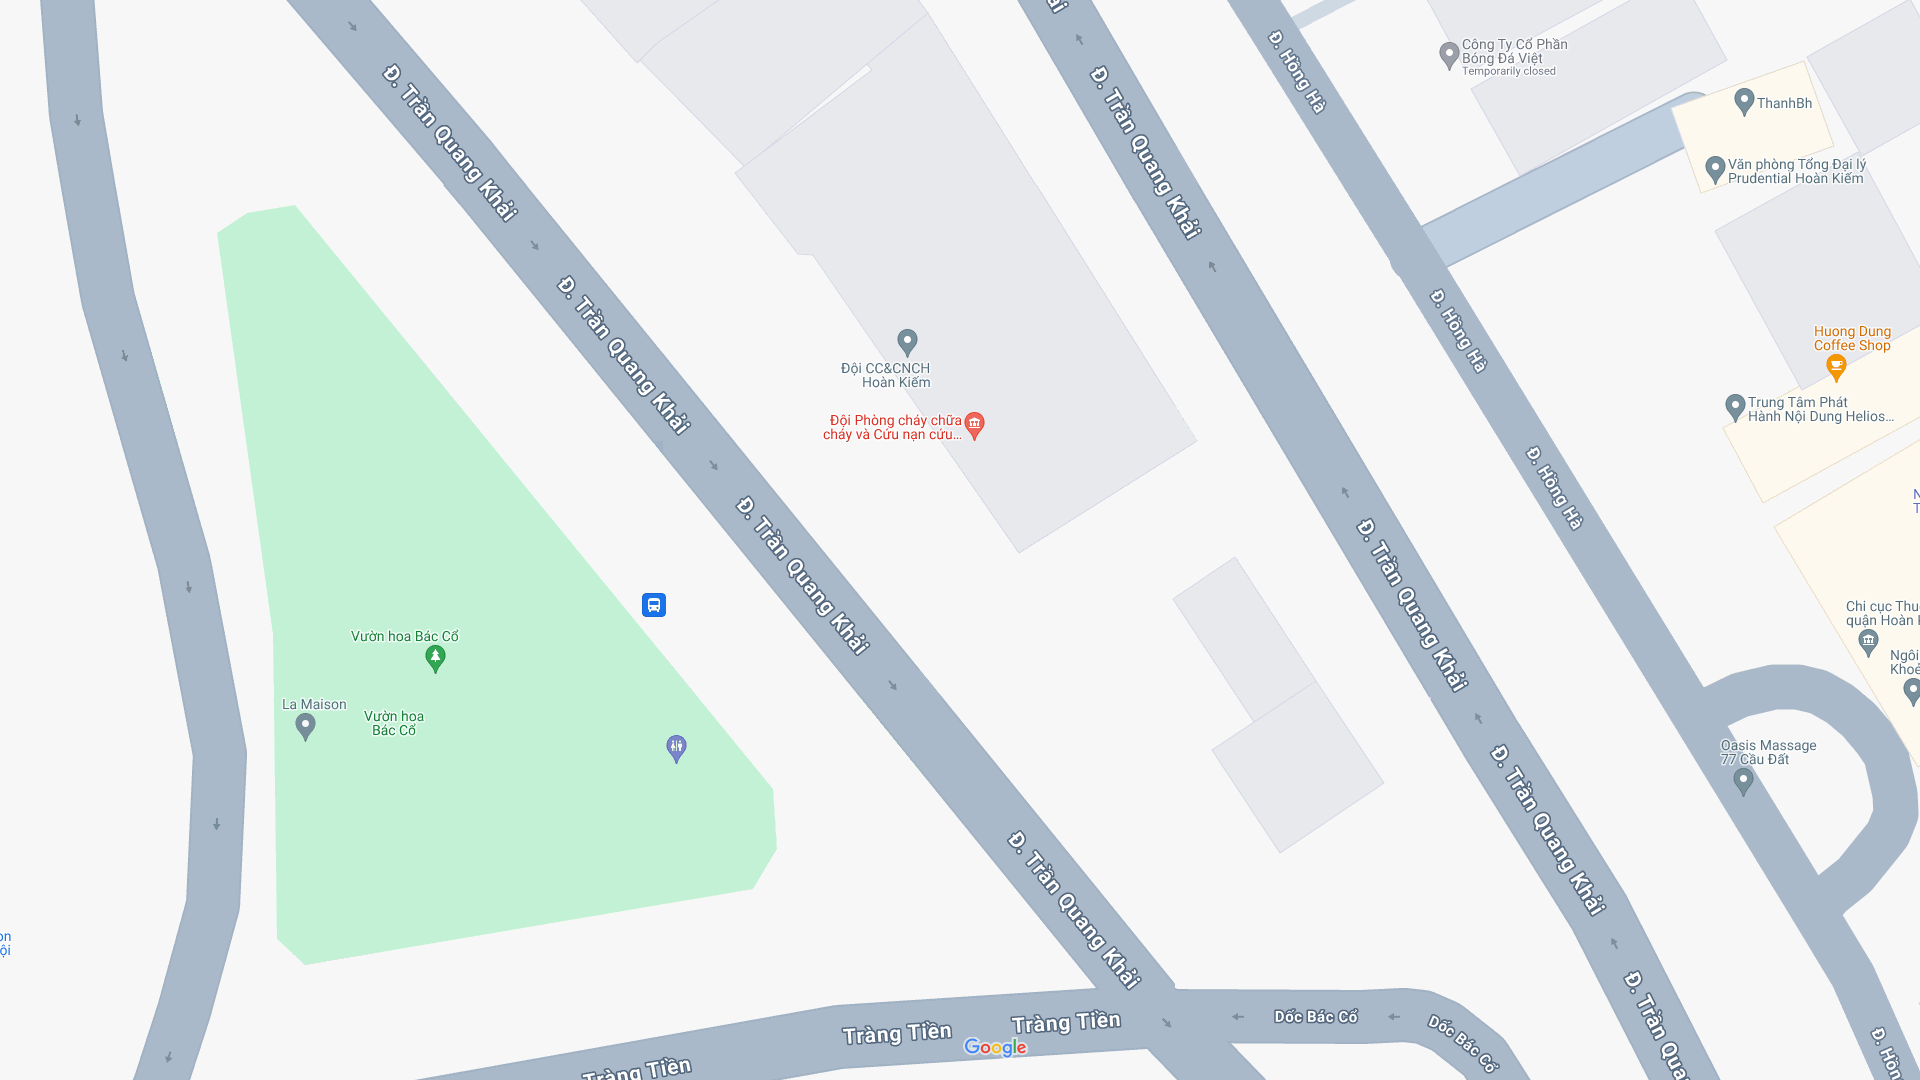 Đ. Trần Quang Khải
Đ. Trần Quang Khải
Đ. Trần Quang Khải
Đ. Trần Quang Khải
Đ. Trần Quang Khải
Đ. Trần Quang Khải
Đ. Trần Quang Khải
Đ. Hồng Hà
Đ. Hồng Hà
Đ. Hồng Hà
Công Ty Cổ Phần
Bóng Đá Việt
Temporarily closed
ThanhBh
Văn phòng Tổng Đại lý
Prudential Hoàn Kiếm
Huong Dung
Coffee Shop
Trung Tâm Phát
Hành Nội Dung Helios...
Đội CC&CNCH
Hoàn Kiếm
Đội Phòng cháy chữa
cháy và Cứu nạn cứu...
Chi cục
quận Hoàn
Ngôi
Vườn hoa Bác Cổ
La Maison
Vườn hoa
Bác Cổ
Oasis Massage
77 Cầu Đất
Tràng Tiền
Tràng Tiền
Tràng Tiền
Dốc Bác Cổ
Dốc Bác Cổ
Đ. Trần
Google